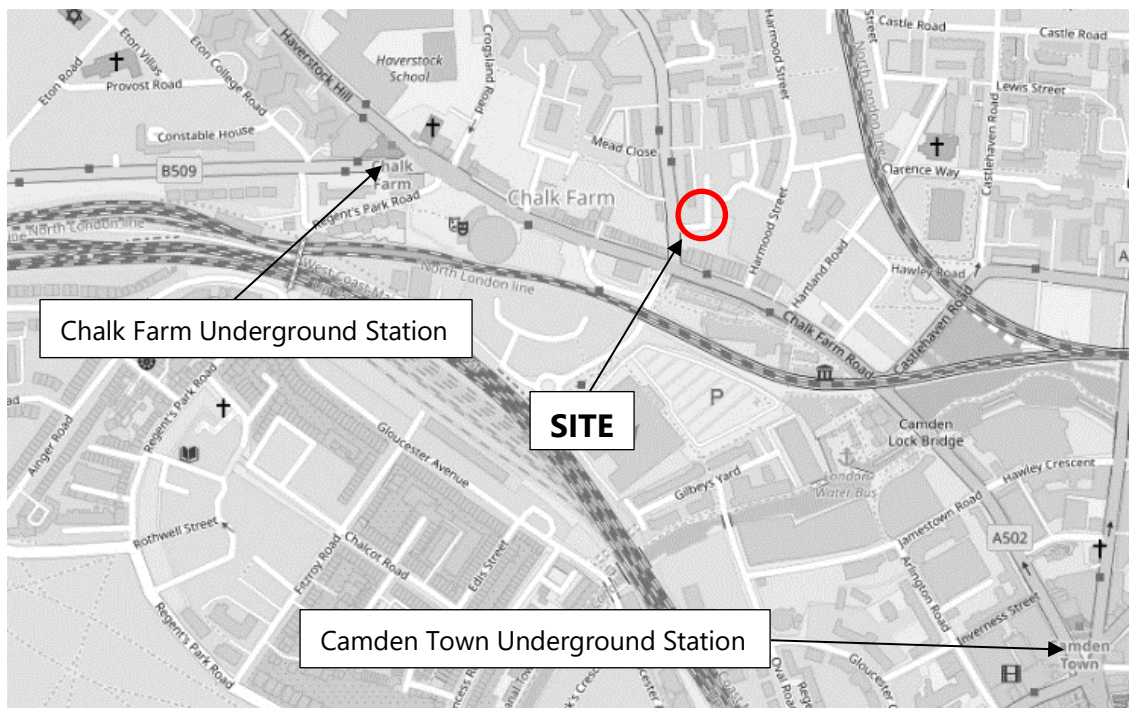 Eton Road
Eton Villas
Provost Road
Eton College Road
Haverstock Hill
Haverstock
School
Crogsland Road
Harmood Street
Street
North London line
Castle Road
Castle Road
Lewis Street
Constable House
B509
Chalk
Farm
Regent's Park Road
Mead Close
Chalk Farm
Clarence Way
Castlehaven Road
Harmood Street
Hartland Road
Hawley Road
North London line
West Coast
North London line
Chalk Farm Road
Castlehaven Road
Chalk Farm Underground Station
SITE
P
Camden
Lock Bridge
Hawley Crescent
Regent's Park Road
Ainger Road
Gloucester Avenue
Gilbeys Yard
London
Water Bus
Jamestown Road
A502
Rothwell Street
Fitzroy Road
Chalcot Road
Edis Street
Arlington Road
Inverness Street
Regent's Park Road
Camden Town Underground Station
Town
Oval Road
Gloucester